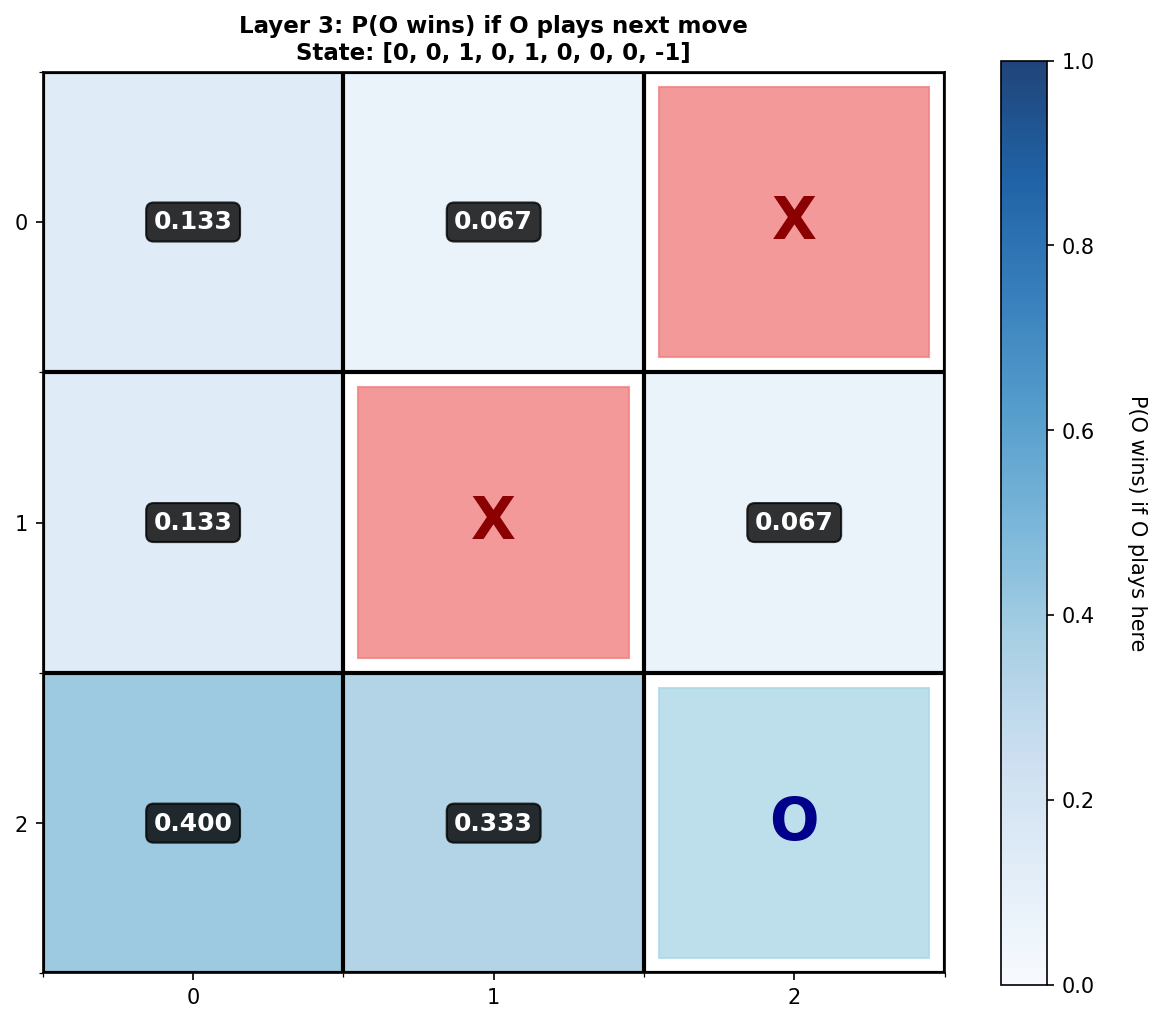 Layer 3: P(O wins) if O plays next move
State: [0, 0, 1, 0, 1, 0, 0, 0, -1]
0.133 0.067 X
0.133 X 0.067
0.400 0.333 O
0
1
2
0 1 2
1.0
0.8
0.6
0.4
0.2
0.0
P(O wins) if O plays here